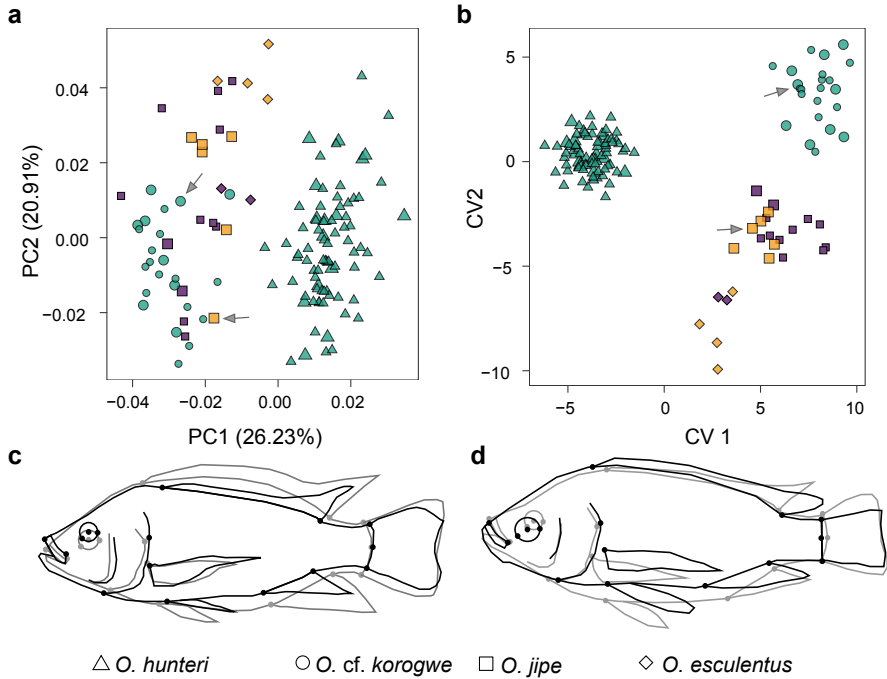 a
b
0.04
0.02
0.00
−0.02
PC2 (20.91%)
−0.04
−0.02
0.00
0.02
PC1 (26.23%)
5
0
−5
−10
CV2
−5
0
5
10
CV 1
c
d
O. hunteri
O. cf. korogwe
O. jipe
O. esculentus